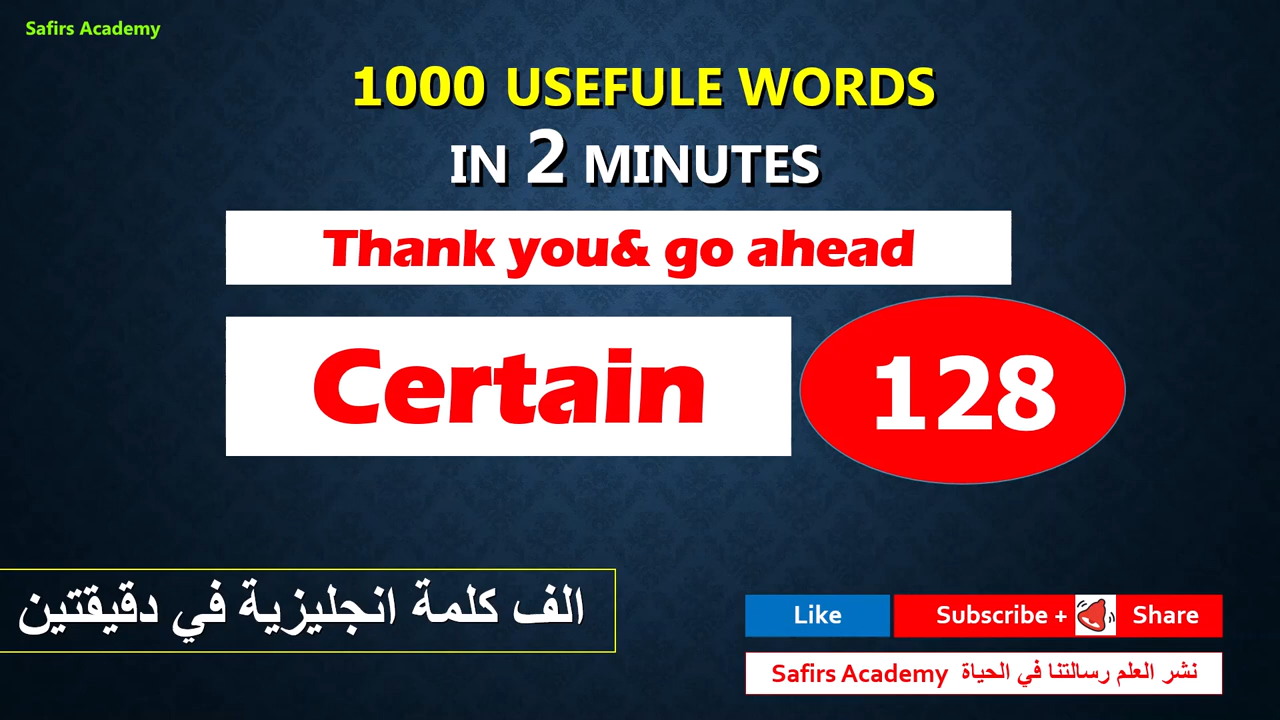 Safirs Academy
1000 USEFULE WORDS
IN 2 MINUTES
Thank you& go ahead
Certain
128
الف كلمة انجليزية في دقيقتين
Like
Subscribe +
Share
Safirs Academy نشر العلم رسالتنا في الحياة